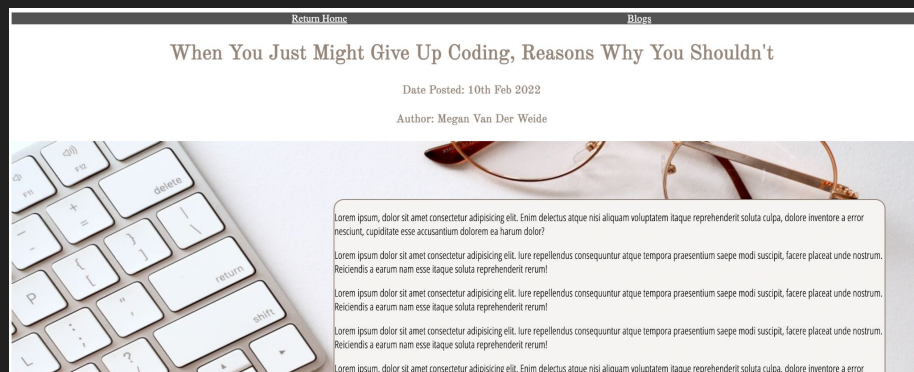 Return Home Blogs
When You Just Might Give Up Coding, Reasons Why You Shouldn't
Date Posted: 10th Feb 2022
Author: Megan Van Der Weide
F11
F12
delete
+
=
-
}
]
{
[
|
\
P
"
'
return
:
;
L
?
shift
Lorem ipsum, dolor sit amet consectetur adipisicing elit. Enim delectus atque nisi aliquam voluptatem itaque reprehenderit soluta culpa, dolore inventore a error
nesciunt, cupiditate esse accusantium dolorem ea harum dolor?
Lorem ipsum dolor sit amet consectetur adipisicing elit. Iure repellendus consequuntur atque tempora praesentium saepe modi suscipit, facere placeat unde nostrum.
Reiciendis a earum nam esse itaque soluta reprehenderit rerum!
Lorem ipsum dolor sit amet consectetur adipisicing elit. Iure repellendus consequuntur atque tempora praesentium saepe modi suscipit, facere placeat unde nostrum.
Reiciendis a earum nam esse itaque soluta reprehenderit rerum!
Lorem ipsum dolor sit amet consectetur adipisicing elit. Iure repellendus consequuntur atque tempora praesentium saepe modi suscipit, facere placeat unde nostrum.
Reiciendis a earum nam esse itaque soluta reprehenderit rerum!
Lorem ipsum, dolor sit amet consectetur adipisicing elit. Enim delectus atque nisi aliquam voluptatem itaque reprehenderit soluta culpa, dolore inventore a error